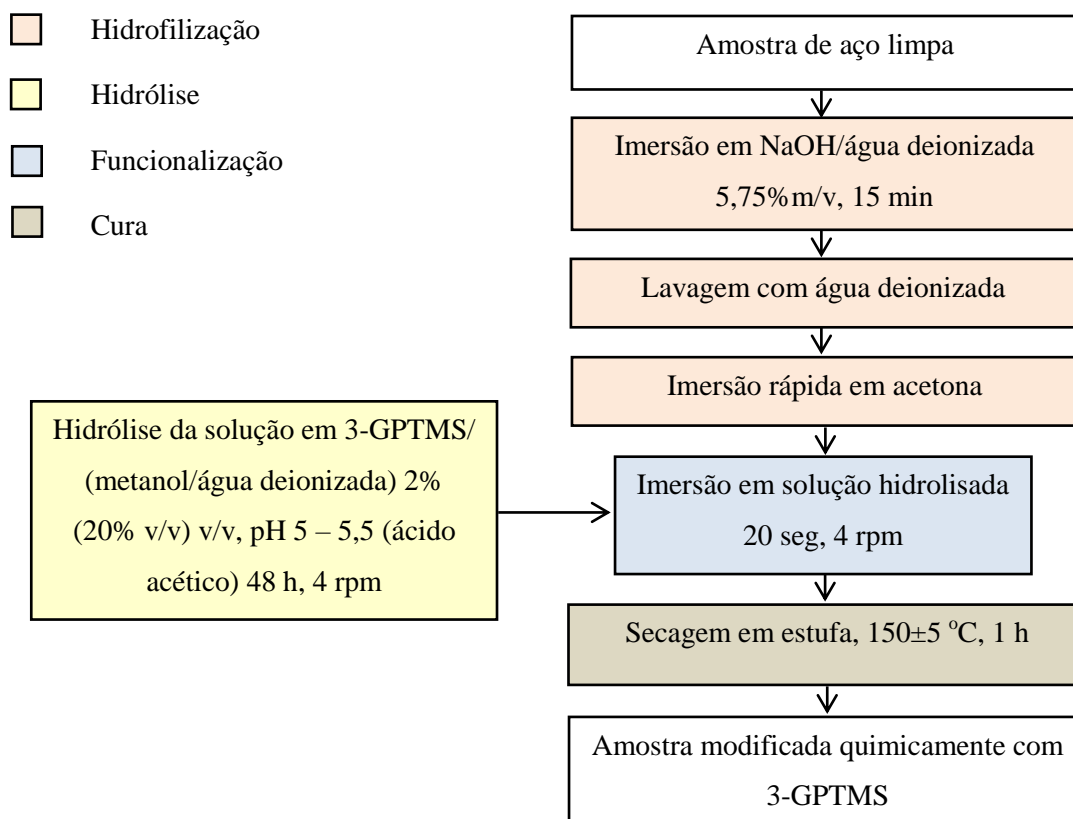 Hidrofilização
Hidrólise
Funcionalização
Cura
Amostra de aço limpa
Imersão em NaOH/água deionizada
5,75%m/v, 15 min
Lavagem com água deionizada
Imersão rápida em acetona
Hidrólise da solução em 3-GPTMS/
(metanol/água deionizada) 2%
(20% v/v) v/v, pH 5 – 5,5 (ácido
acético) 48 h, 4 rpm
Imersão em solução hidrolisada
20 seg, 4 rpm
Secagem em estufa, 150±5 °C, 1 h
Amostra modificada quimicamente com
3-GPTMS